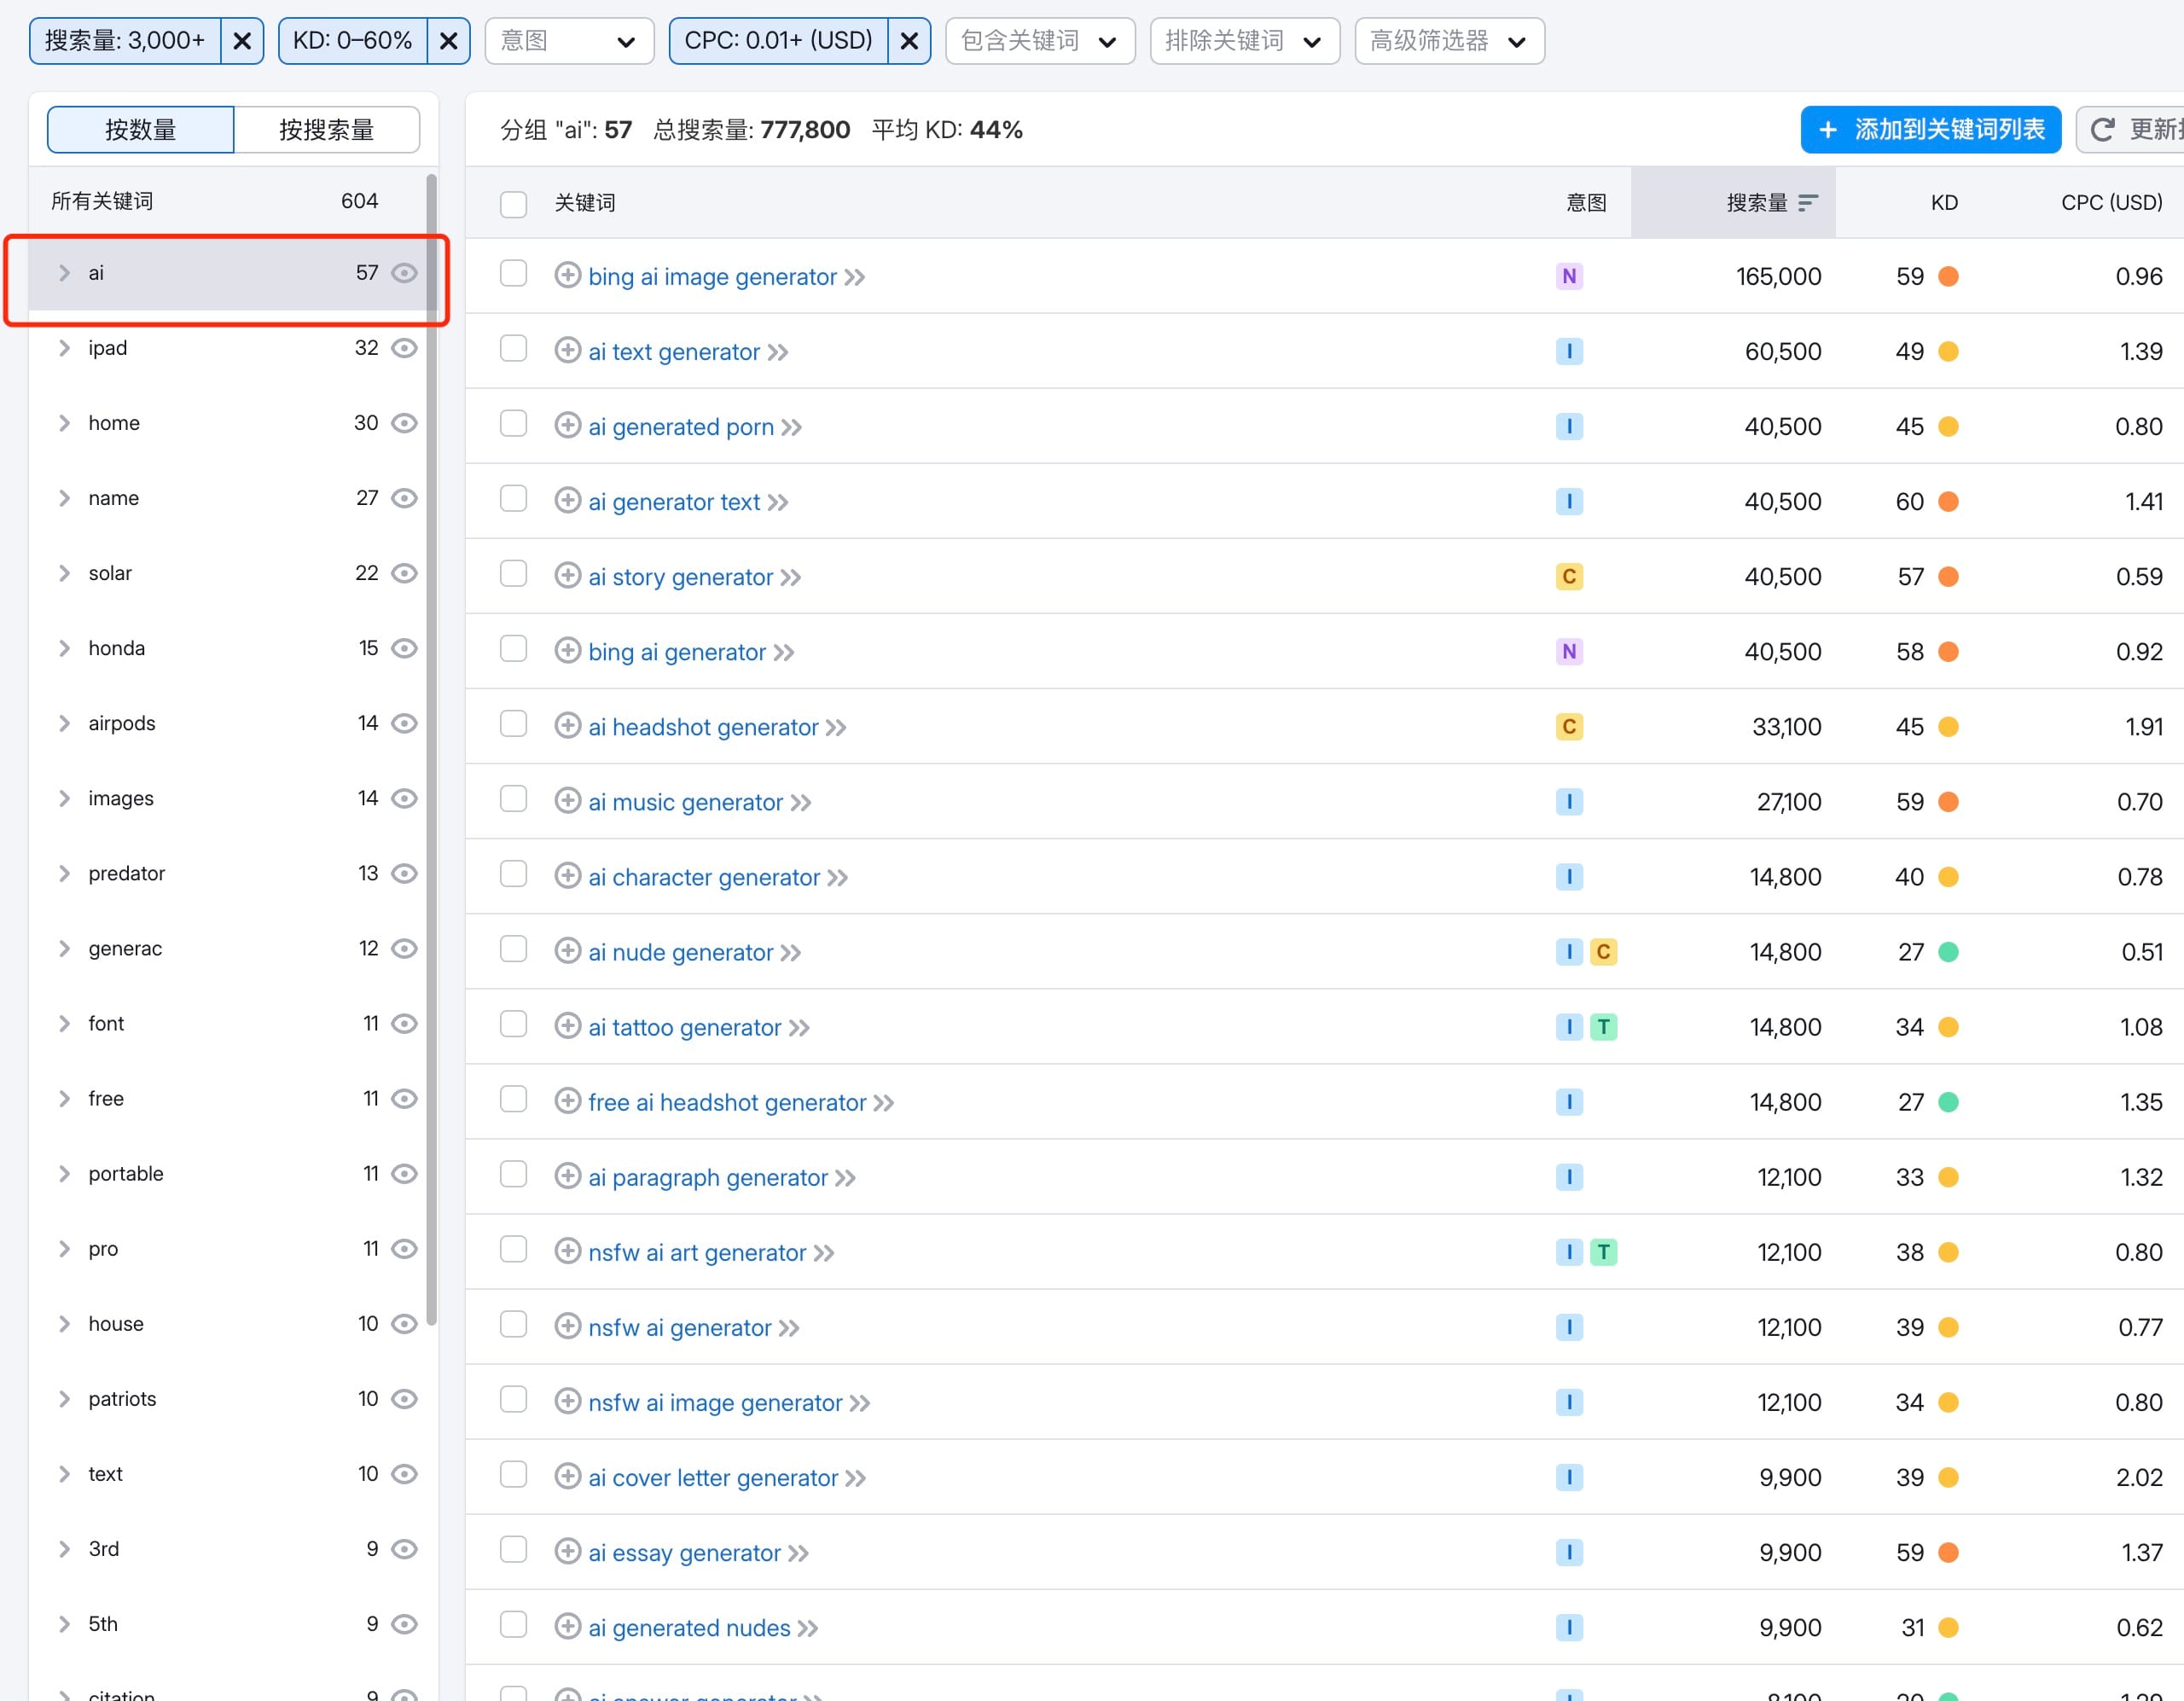 搜索量: 3,000+ KD: 0–60% 意图 CPC: 0.01+ (USD) 包含关键词 排除关键词 高级筛选器
按数量 按搜索量
所有关键词 604
ai 57
ipad 32
home 30
name 27
solar 22
honda 15
airpods 14
images 14
predator 13
generac 12
font 11
free 11
portable 11
pro 11
house 10
patriots 10
text 10
3rd 9
5th 9
citation 9
分组 "ai": 57 总搜索量: 777,800 平均 KD: 44% + 添加到关键词列表 更新
关键词 意图 搜索量 KD CPC (USD)
bing ai image generator N 165,000 59 0.96
ai text generator I 60,500 49 1.39
ai generated porn I 40,500 45 0.80
ai generator text I 40,500 60 1.41
ai story generator C 40,500 57 0.59
bing ai generator N 40,500 58 0.92
ai headshot generator C 33,100 45 1.91
ai music generator I 27,100 59 0.70
ai character generator I 14,800 40 0.78
ai nude generator I C 14,800 27 0.51
ai tattoo generator I T 14,800 34 1.08
free ai headshot generator I 14,800 27 1.35
ai paragraph generator I 12,100 33 1.32
nsfw ai art generator I T 12,100 38 0.80
nsfw ai generator I 12,100 39 0.77
nsfw ai image generator I 12,100 34 0.80
ai cover letter generator I 9,900 39 2.02
ai essay generator I 9,900 59 1.37
ai generated nudes I 9,900 31 0.62
ai answer generator I 8,100